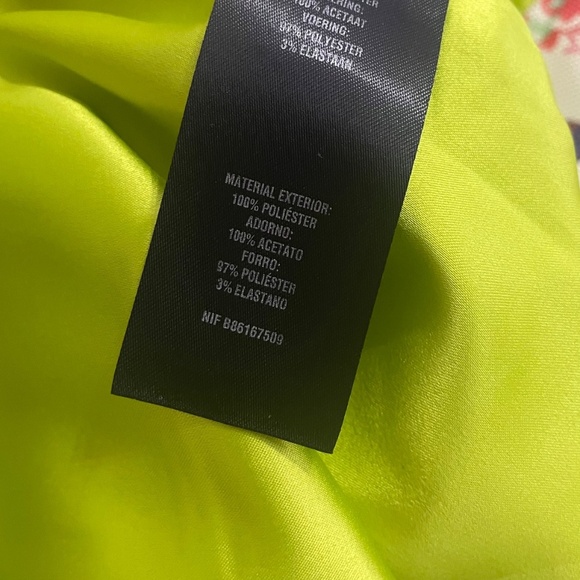 100% ACETAAT
VOERING:
97% POLYESTER
3% ELASTAAN
MATERIAL EXTERIOR:
100% POLIÉSTER
ADORNO:
100% ACETATO
FORRO:
97% POLIÉSTER
3% ELASTANO
NIF B86167509